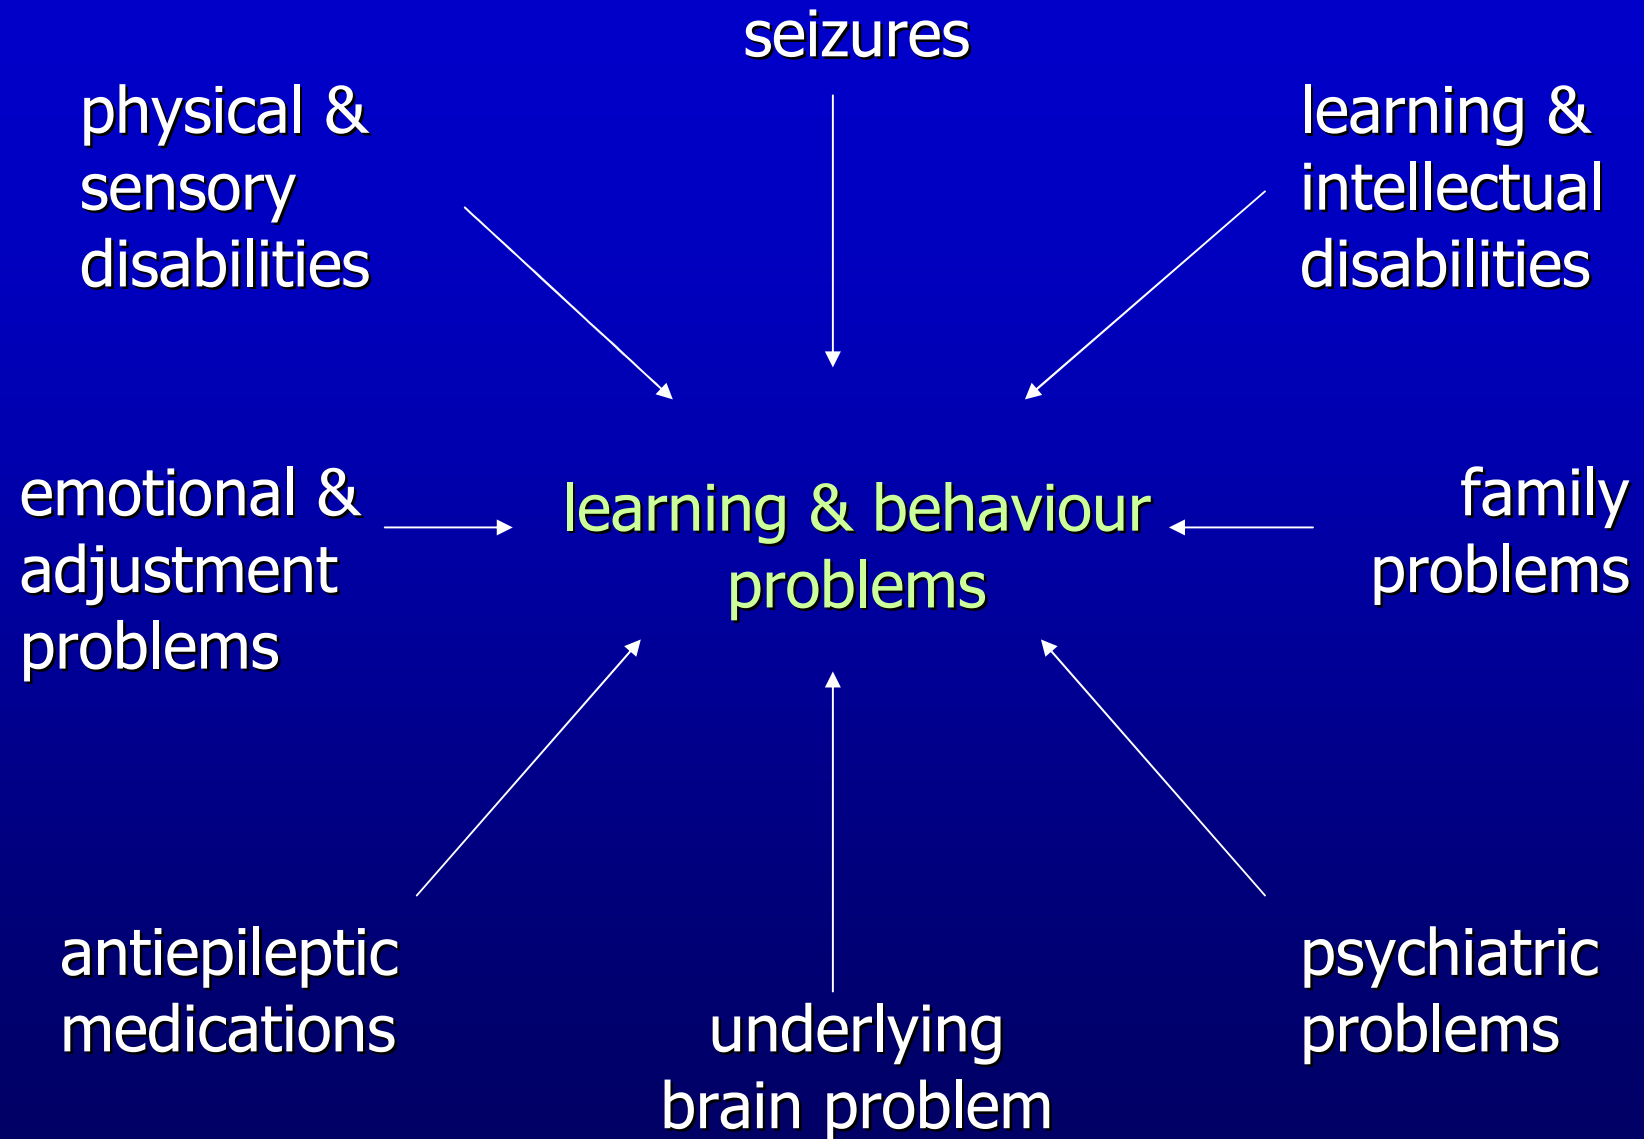 seizures
physical &
sensory
disabilities
learning &
intellectual
disabilities
emotional &
adjustment
problems
learning & behaviour
problems
family
problems
antiepileptic
medications
underlying
brain problem
psychiatric
problems